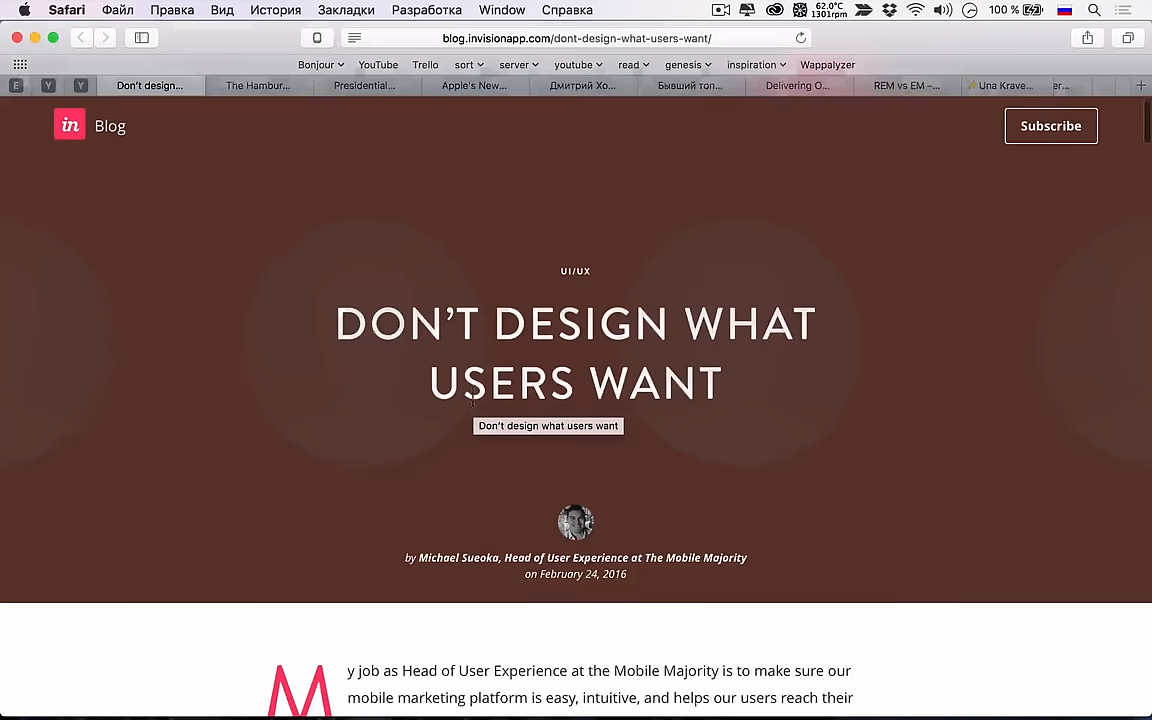 Safari Файл Правка Вид История Закладки Разработка Window Справка 62.0°C 1301rpm 100 %
blog.invisionapp.com/dont-design-what-users-want/
Bonjour YouTube Trello sort server youtube read genesis inspiration Wappalyzer
E Y Y Don't design... The Hambur... Presidential... Apple's New... Дмитрий Хо... Бывший топ... Delivering O... REM vs EM –... Una Krave... er...
in Blog Subscribe
UI/UX
DON'T DESIGN WHAT
USERS WANT
Don't design what users want
by Michael Sueoka, Head of User Experience at The Mobile Majority
on February 24, 2016
My job as Head of User Experience at the Mobile Majority is to make sure our
mobile marketing platform is easy, intuitive, and helps our users reach their